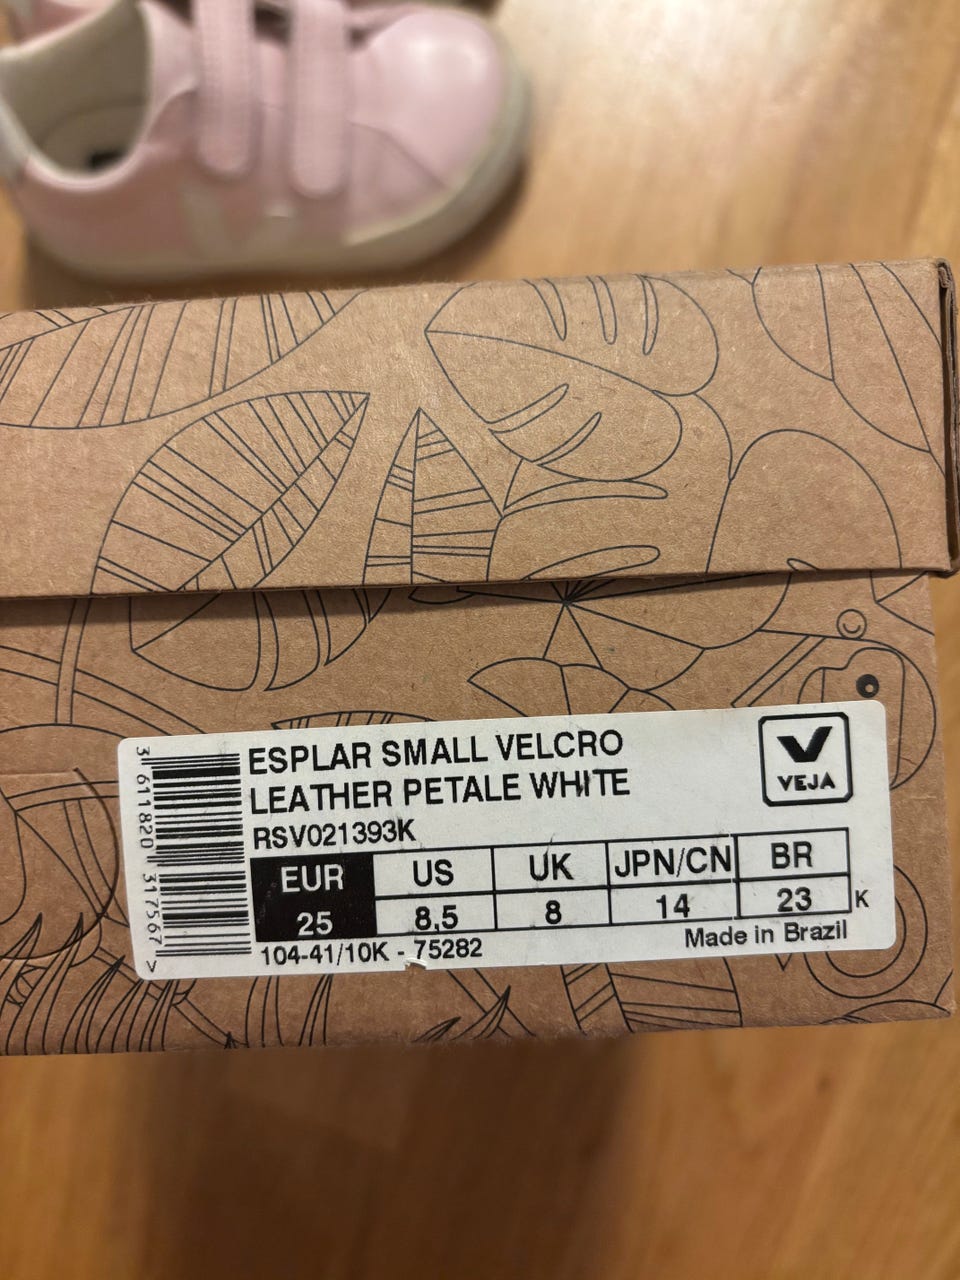 ESPLAR SMALL VELCRO
LEATHER PETALE WHITE
RSV021393K
VEJA
EUR US UK JPN/CN BR
25 8,5 8 14 23 K
104-41/10K - 75282
Made in Brazil
3 611820 317567 >